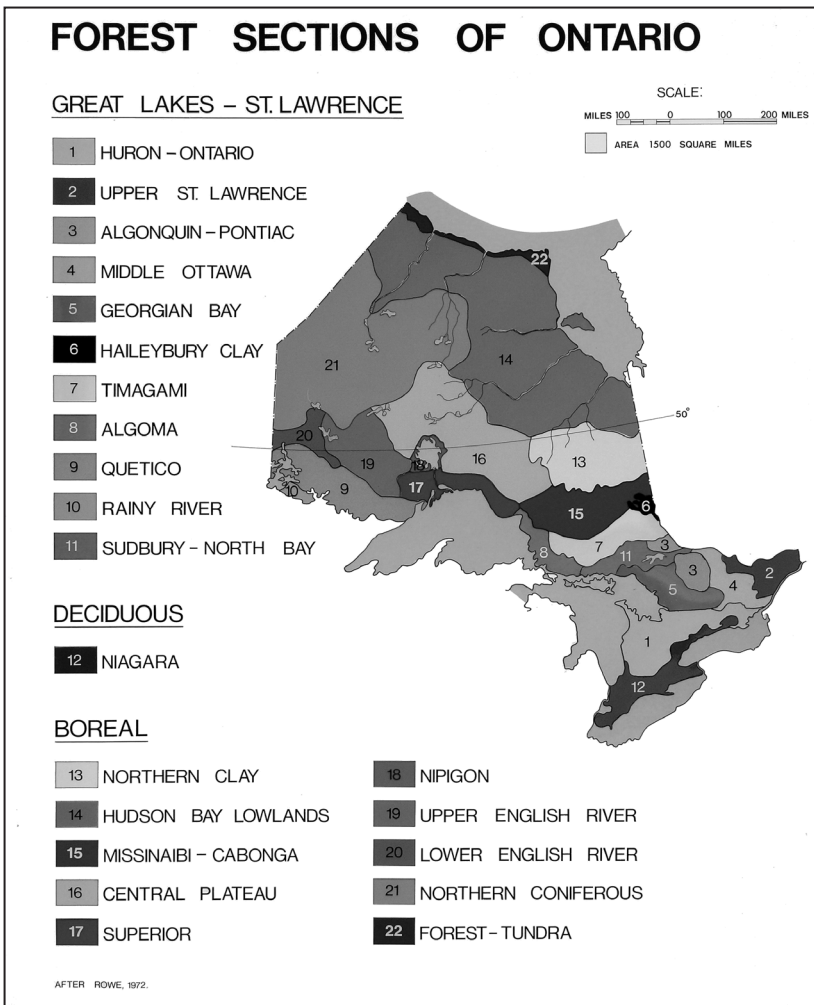 FOREST SECTIONS OF ONTARIO
SCALE:
MILES 100 0 100 200 MILES
AREA 1500 SQUARE MILES
GREAT LAKES – ST. LAWRENCE
1 HURON – ONTARIO
2 UPPER ST. LAWRENCE
3 ALGONQUIN – PONTIAC
4 MIDDLE OTTAWA
5 GEORGIAN BAY
6 HAILEYBURY CLAY
7 TIMAGAMI
8 ALGOMA
9 QUETICO
10 RAINY RIVER
11 SUDBURY – NORTH BAY
DECIDUOUS
12 NIAGARA
22
21
14
50°
20
19
18
16
13
17
10
9
15
6
8
7
11
3
3
5
4
2
1
12
BOREAL
13 NORTHERN CLAY
14 HUDSON BAY LOWLANDS
15 MISSINAIBI – CABONGA
16 CENTRAL PLATEAU
17 SUPERIOR
18 NIPIGON
19 UPPER ENGLISH RIVER
20 LOWER ENGLISH RIVER
21 NORTHERN CONIFEROUS
22 FOREST – TUNDRA
AFTER ROWE, 1972.